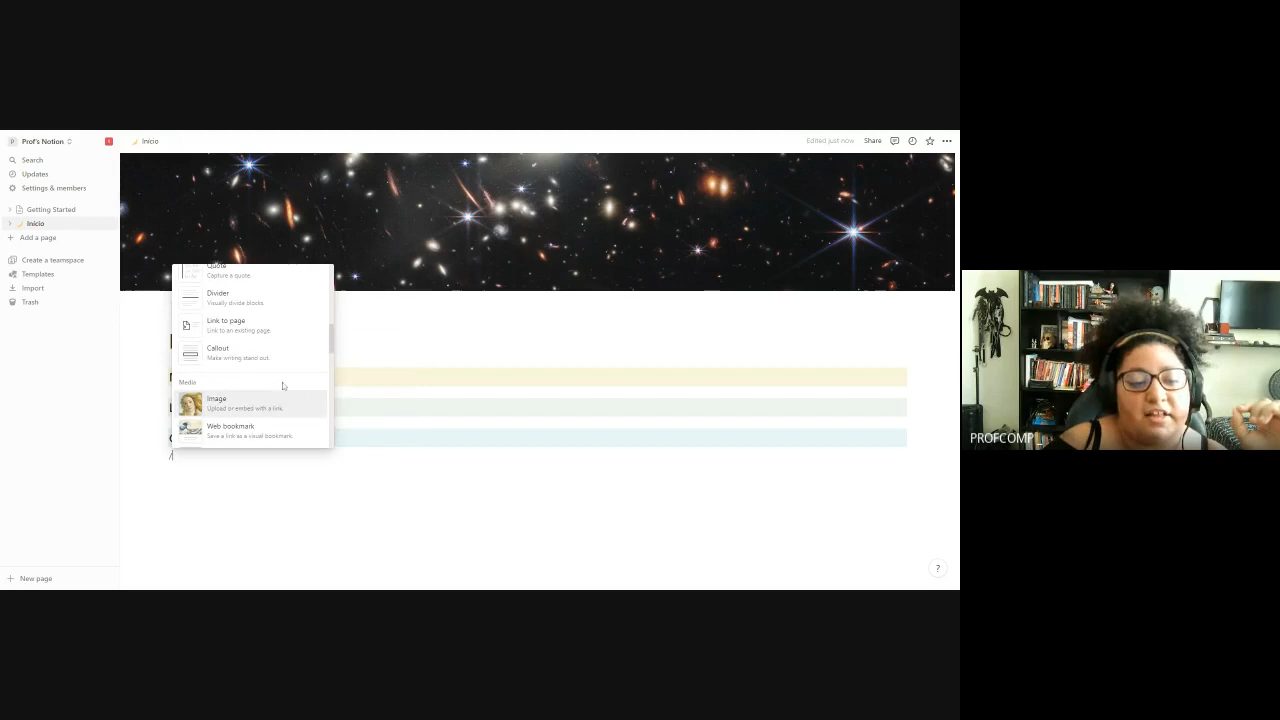 P Prof's Notion
Search
Updates
Settings & members
Getting Started
Início
Add a page
Create a teamspace
Templates
Import
Trash
New page
Início
Edited just now
Share
Quote
Capture a quote.
Divider
Visually divide blocks.
Link to page
Link to an existing page.
Callout
Make writing stand out.
Media
Image
Upload or embed with a link.
Web bookmark
Save a link as a visual bookmark.
/
?
PROFCOMP _